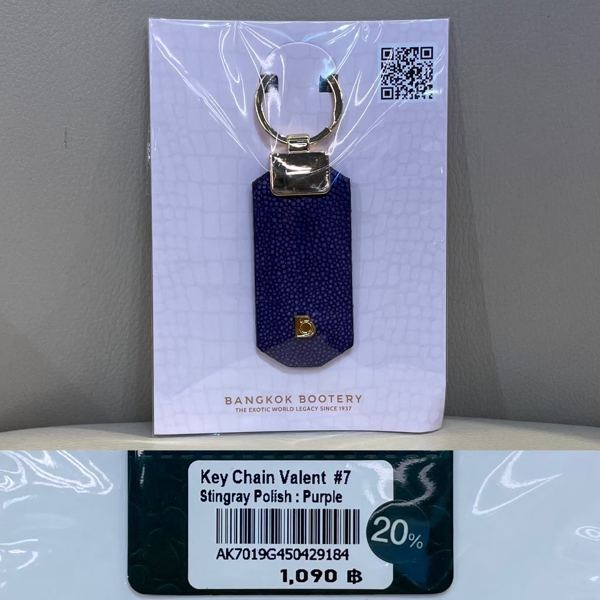 BANGKOK BOOTERY
THE EXOTIC WORLD LEGACY SINCE 1937
Key Chain Valent #7
Stingray Polish : Purple
20%
AK7019G450429184
1,090 ฿